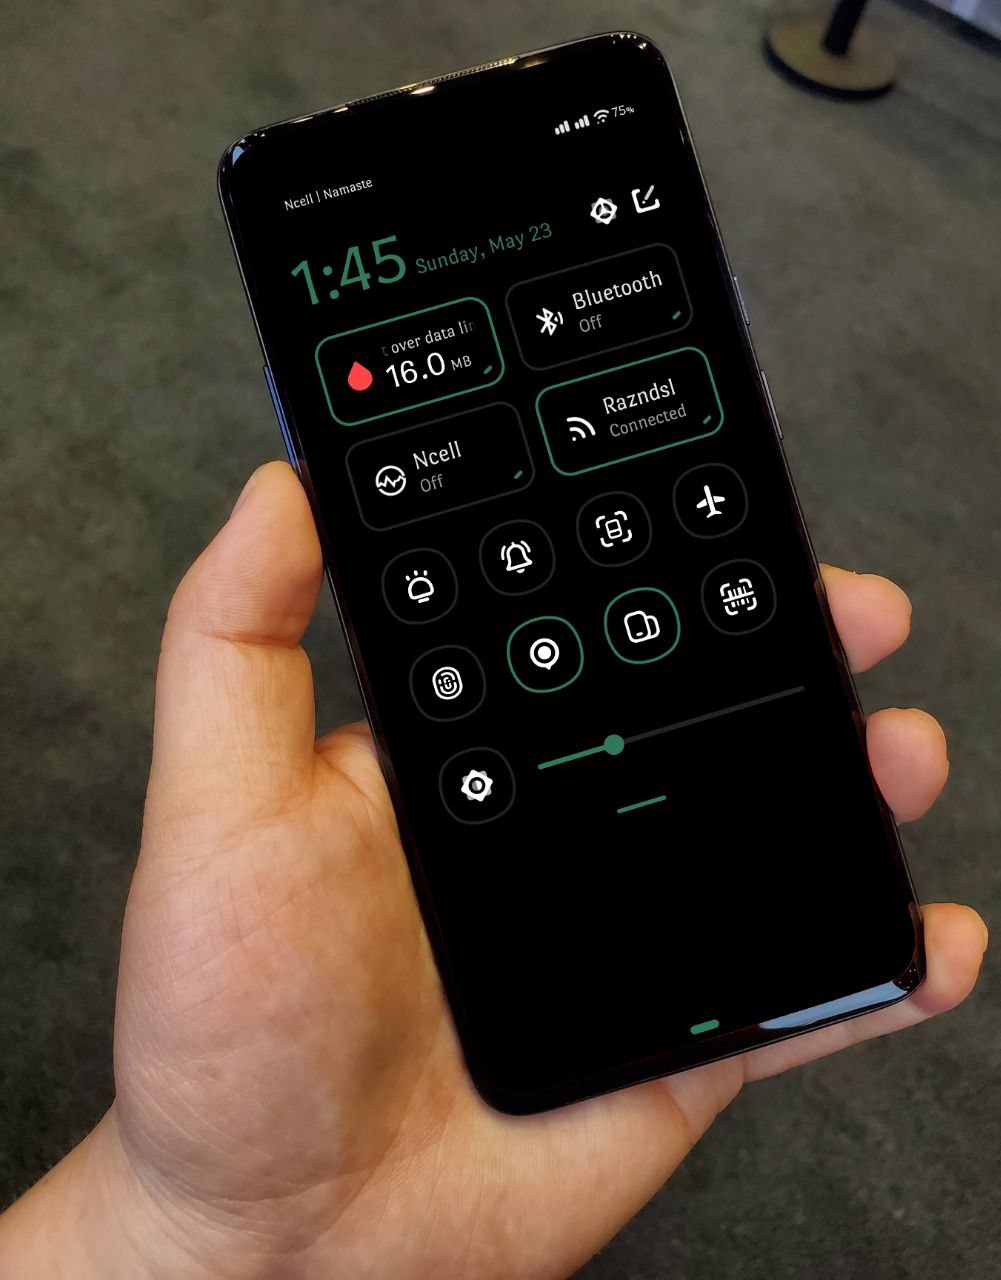 75%
Ncell | Namaste
1:45 Sunday, May 23
over data
16.0 MB
Bluetooth
Off
Ncell
Off
Razndsl
Connected